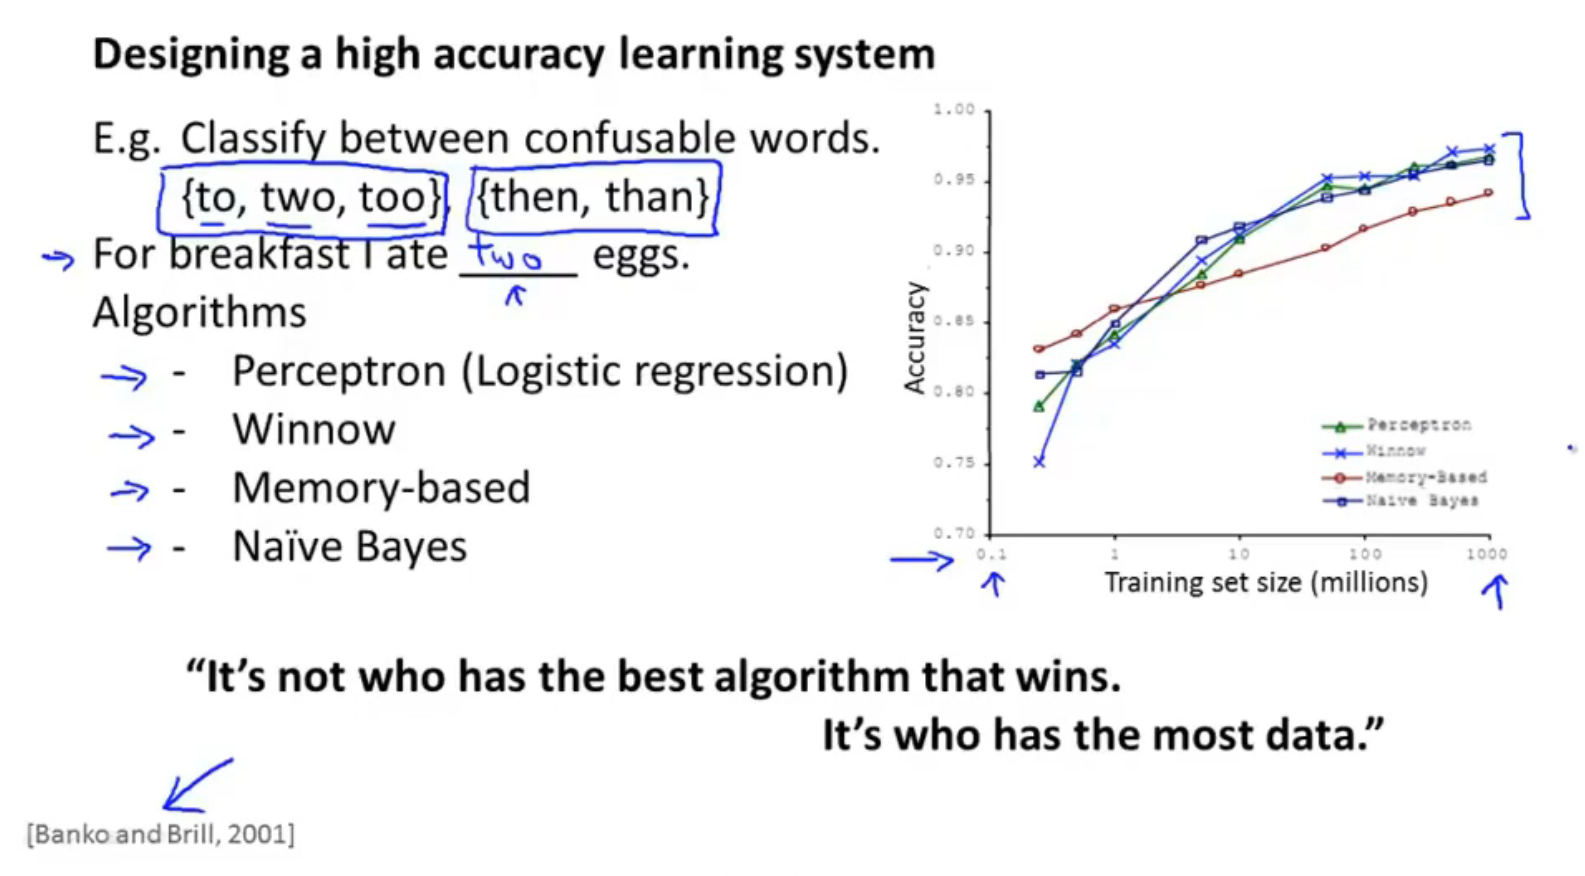 Designing a high accuracy learning system
E.g. Classify between confusable words.
{to, two, too}, {then, than}
For breakfast I ate two eggs.
Algorithms
- Perceptron (Logistic regression)
- Winnow
- Memory-based
- Naïve Bayes
1.00
0.95
0.90
0.85
0.80
0.75
0.70
Accuracy
Perceptron
Winnow
Memory-Based
Naïve Bayes
0.1 1 10 100 1000
Training set size (millions)
“It’s not who has the best algorithm that wins.
It’s who has the most data.”
[Banko and Brill, 2001]